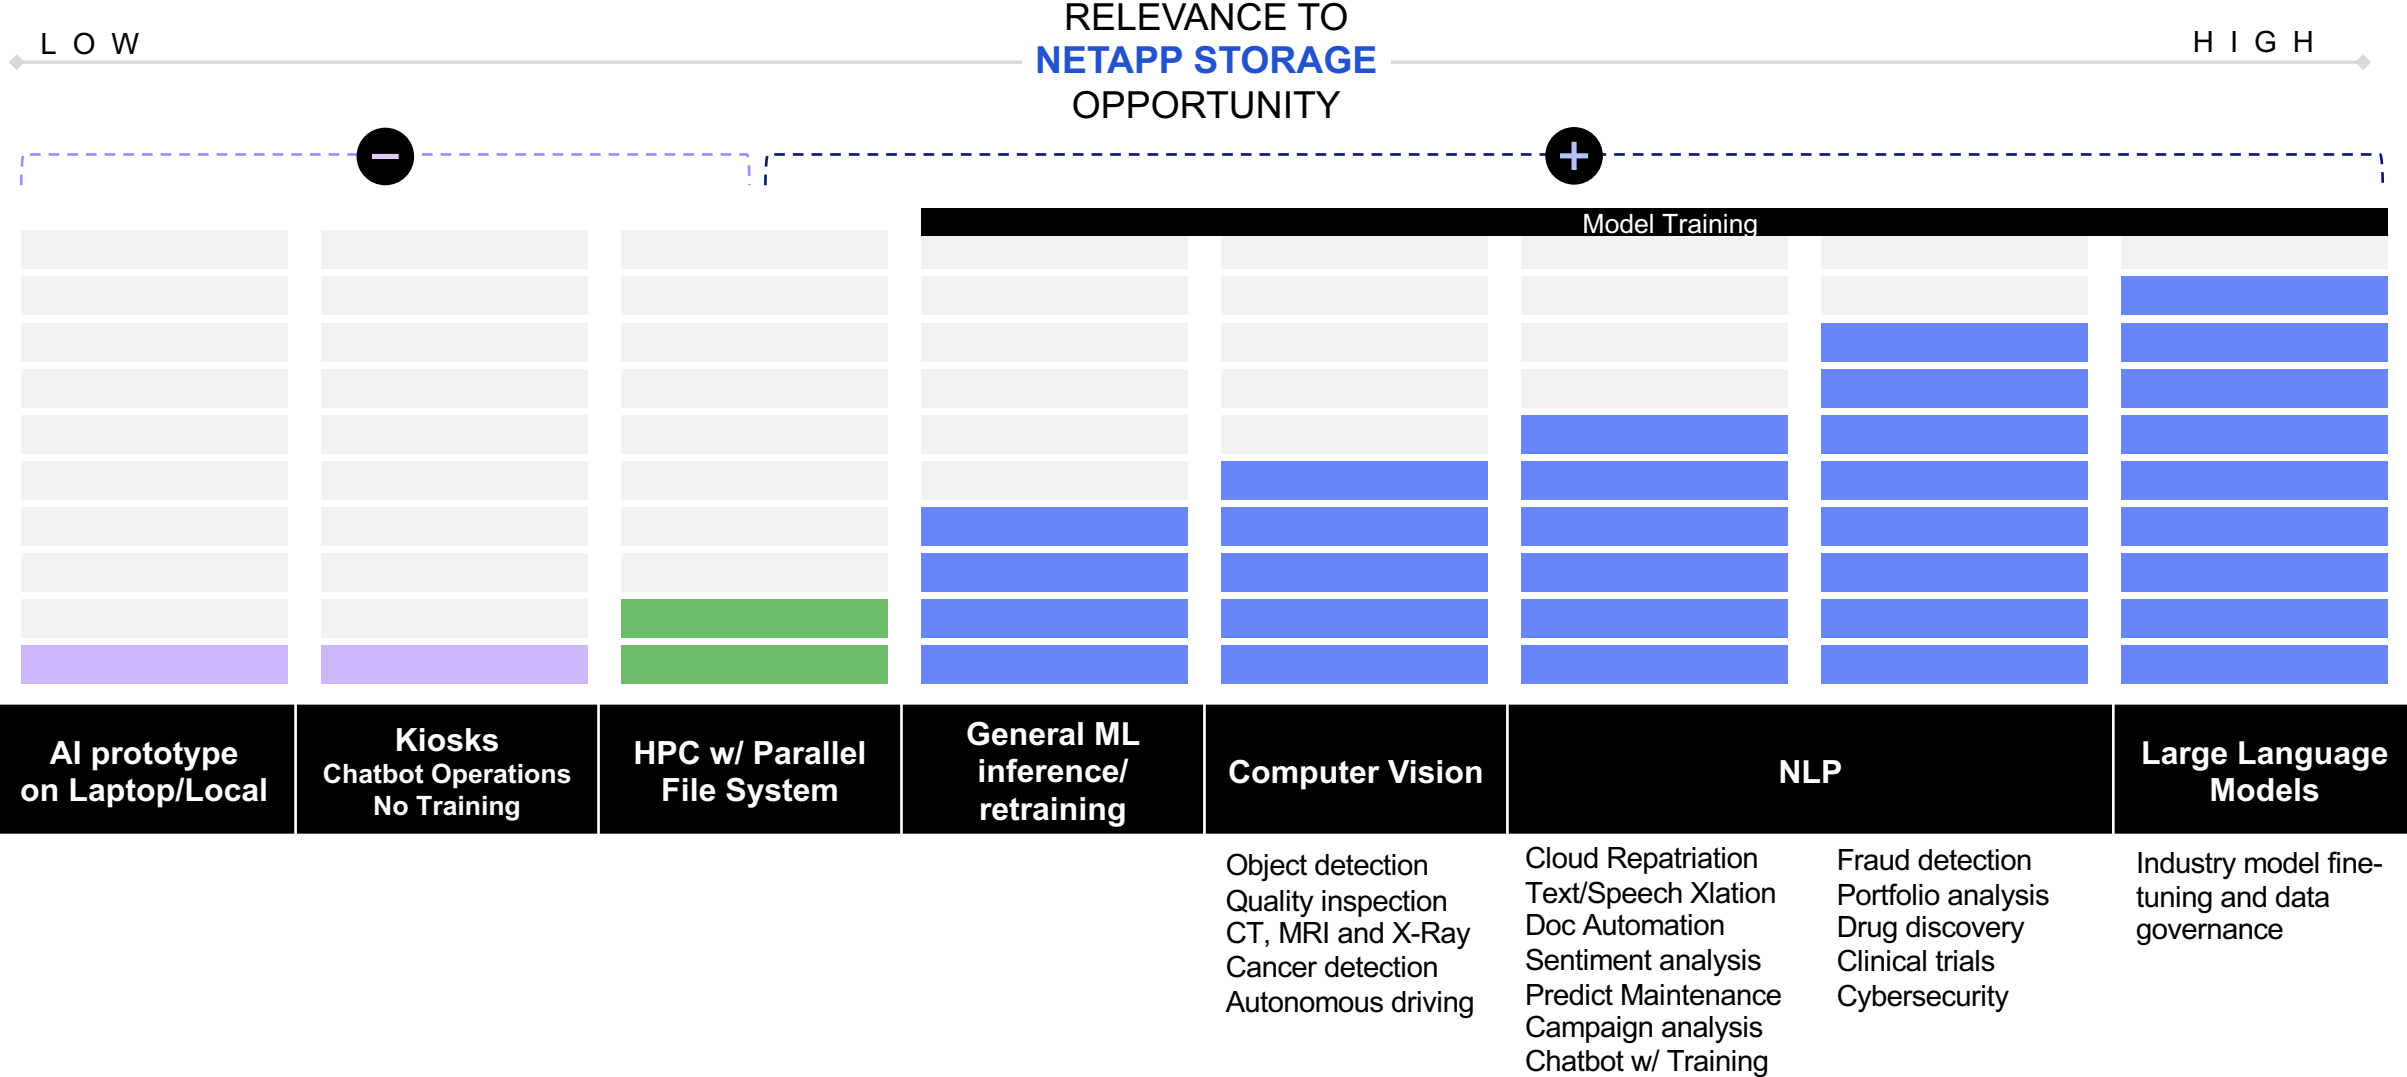 RELEVANCE TO
LOW
NETAPP STORAGE
HIGH
OPPORTUNITY
Model Training
AI prototype
on Laptop/Local
Kiosks
Chatbot Operations
No Training
HPC w/ Parallel
File System
General ML
inference/
retraining
Computer Vision
NLP
Large Language
Models
Object detection
Quality inspection
CT, MRI and X-Ray
Cancer detection
Autonomous driving
Cloud Repatriation
Text/Speech Xlation
Doc Automation
Sentiment analysis
Predict Maintenance
Campaign analysis
Chatbot w/ Training
Fraud detection
Portfolio analysis
Drug discovery
Clinical trials
Cybersecurity
Industry model fine-
tuning and data
governance